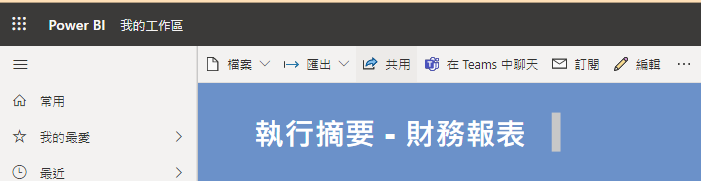 Power BI 我的工作區
檔案 匯出 共用 在 Teams 中聊天 訂閱 編輯 ...
常用
執行摘要 - 財務報表
我的最愛
最近